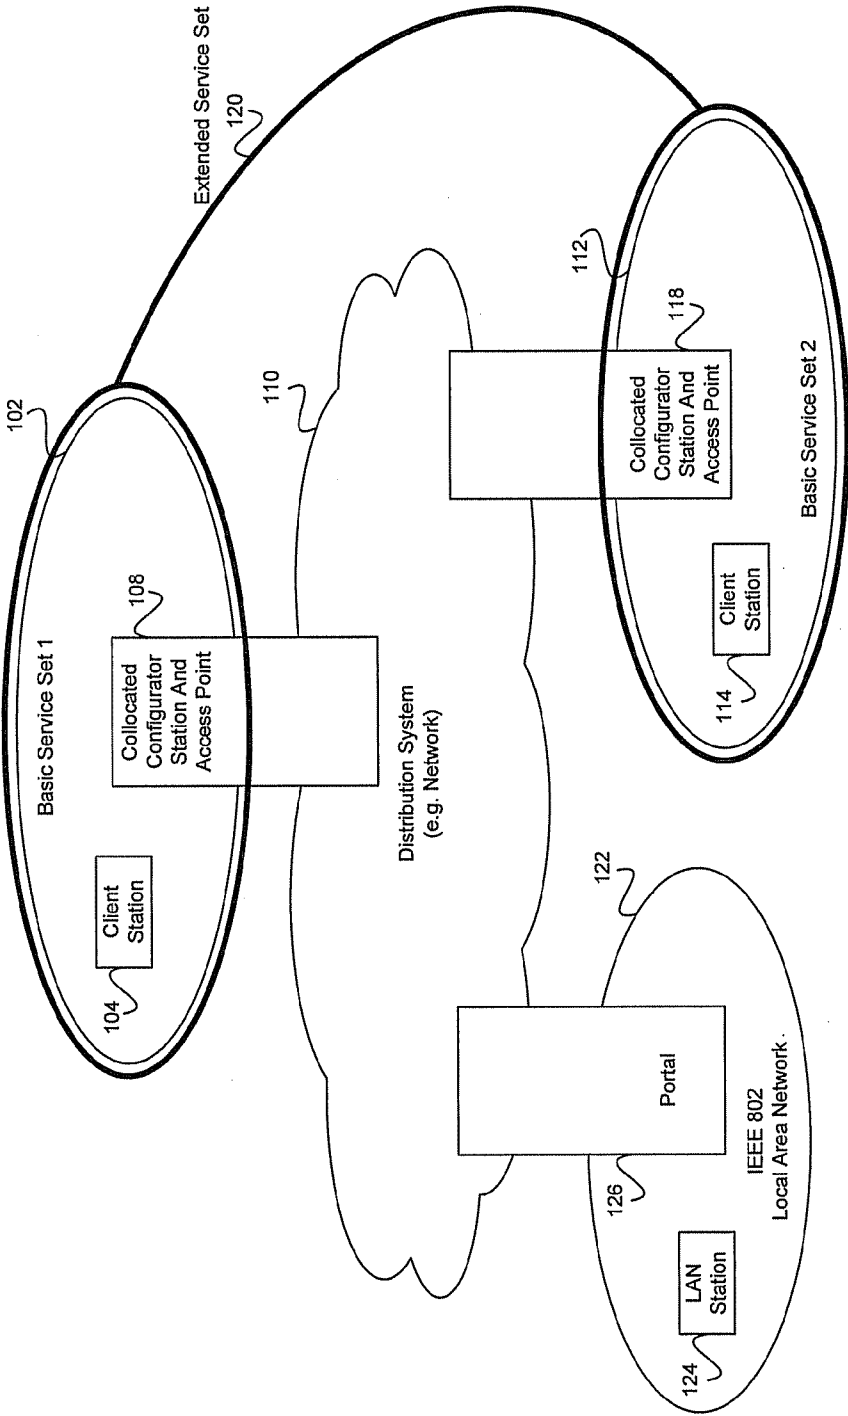 102
Basic Service Set 1
104
Client
Station
Collocated
Configurator
Station And
Access Point
108
Extended Service Set
120
110
Distribution System
(e.g. Network)
112
122
126
Portal
Collocated
Configurator
Station And
Access Point
118
124
LAN
Station
114
Client
Station
IEEE 802
Local Area Network
Basic Service Set 2